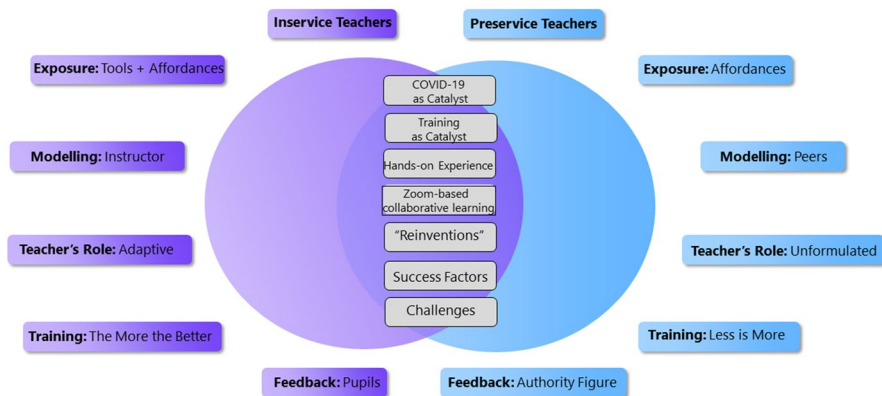 Inservice Teachers
Preservice Teachers
Exposure: Tools + Affordances
Exposure: Affordances
COVID-19
as Catalyst
Training
as Catalyst
Modelling: Instructor
Modelling: Peers
Hands-on Experience
Zoom-based
collaborative learning
Teacher's Role: Adaptive
"Reinventions"
Teacher's Role: Unformulated
Success Factors
Challenges
Training: The More the Better
Training: Less is More
Feedback: Pupils
Feedback: Authority Figure